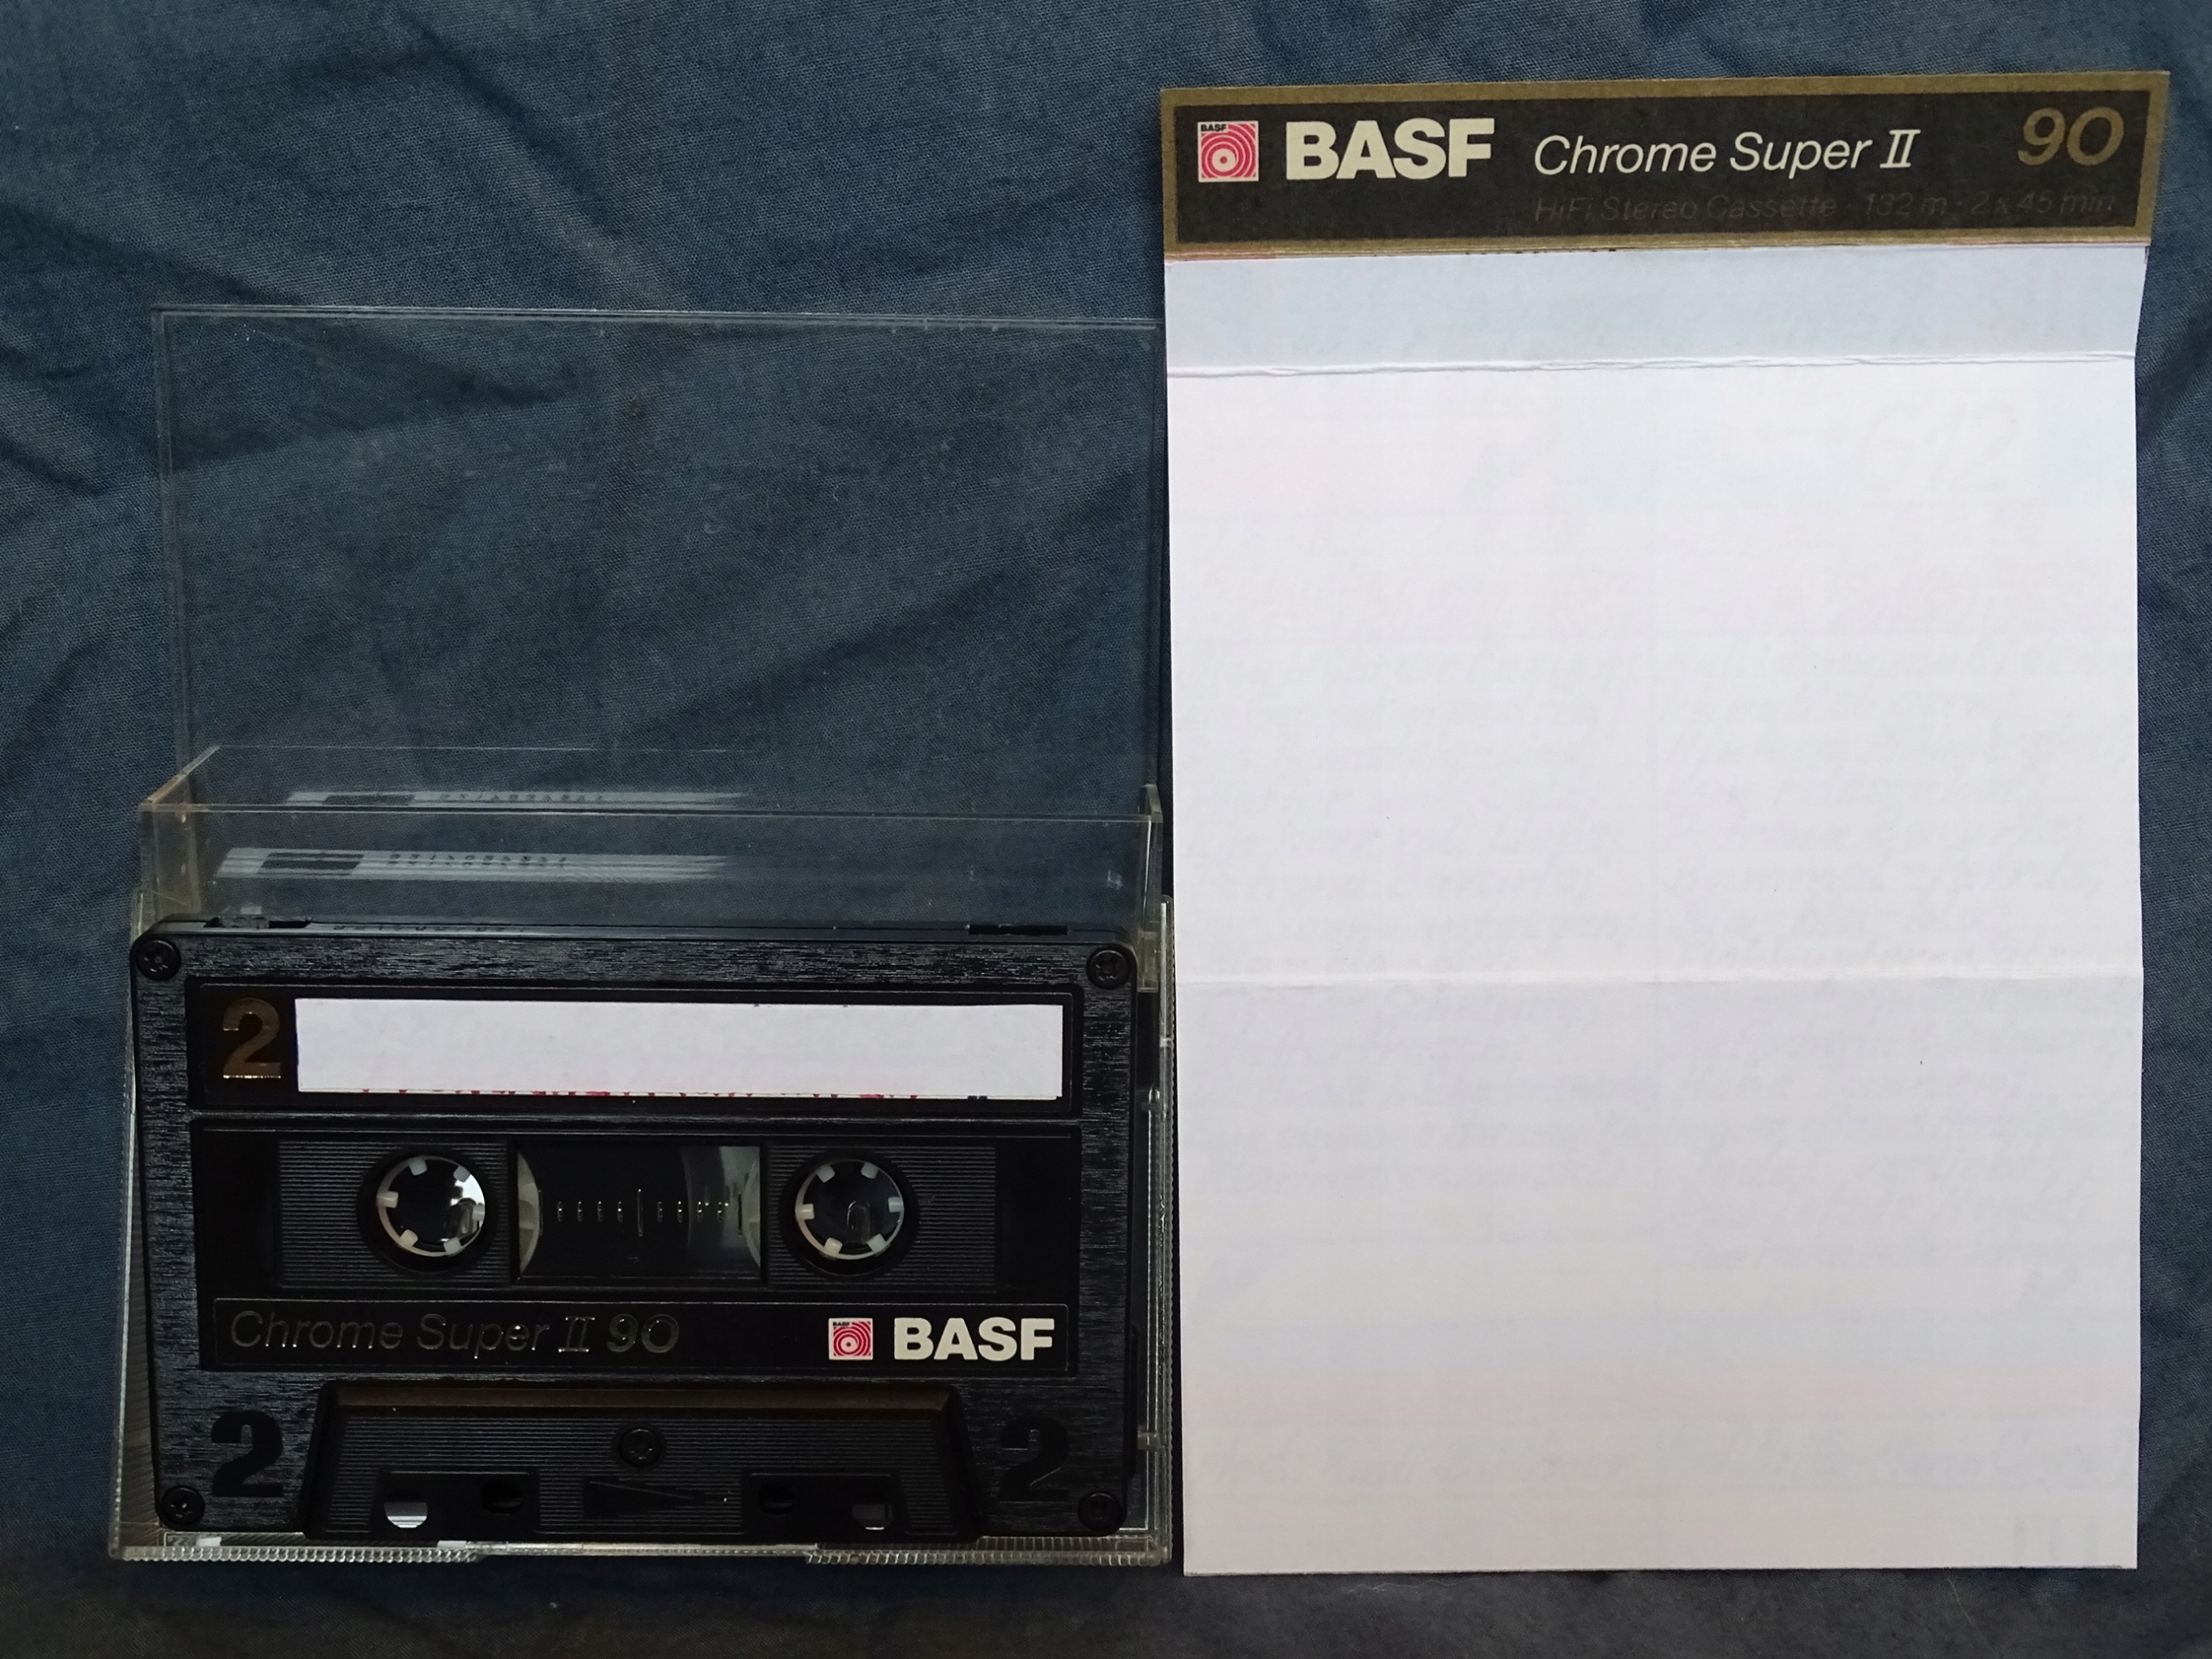 BASF
BASF Chrome Super II 90
HiFi Stereo Cassette · 132 m · 2 x 45 min
2
Chrome Super II 90
BASF
BASF
2 2